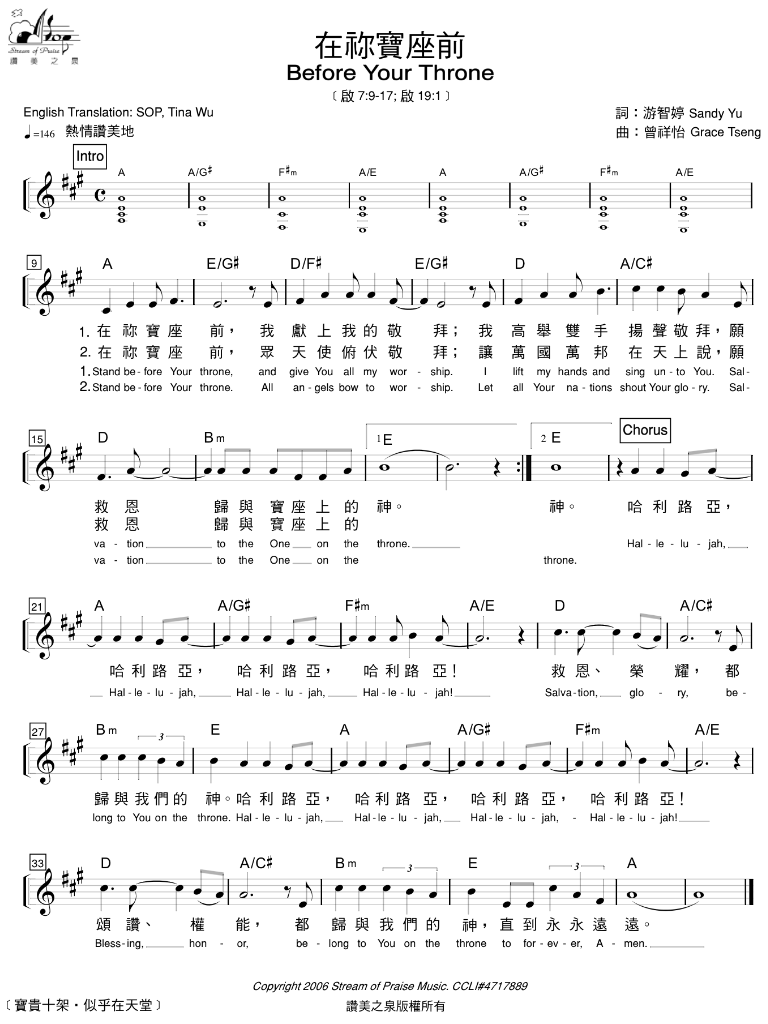 Stream of Praise
讚美之泉
在祢寶座前
Before Your Throne
﹝啟 7:9-17; 啟 19:1﹞
English Translation: SOP, Tina Wu
詞：游智婷 Sandy Yu
♩=146 熱情讚美地
曲：曾祥怡 Grace Tseng
Intro
A A/G♯ F♯m A/E A A/G♯ F♯m A/E
9
A E/G♯ D/F♯ E/G♯ D A/C♯
1. 在 祢 寶 座 前， 我 獻 上 我 的 敬 拜； 我 高 舉 雙 手 揚 聲 敬 拜，願
2. 在 祢 寶 座 前， 眾 天 使 俯 伏 敬 拜； 讓 萬 國 萬 邦 在 天 上 說，願
1. Stand be - fore Your throne, and give You all my wor - ship. I lift my hands and sing un - to You. Sal-
2. Stand be - fore Your throne. All an - gels bow to wor - ship. Let all Your na - tions shout Your glo - ry. Sal-
15
D Bm 1 E 2 E Chorus
救 恩 歸 與 寶 座 上 的 神。 神。 哈 利 路 亞，
救 恩 歸 與 寶 座 上 的
va - tion to the One on the throne. Hal - le - lu - jah,
va - tion to the One on the throne.
21
A A/G♯ F♯m A/E D A/C♯
哈 利 路 亞， 哈 利 路 亞， 哈 利 路 亞！ 救 恩、 榮 耀， 都
Hal - le - lu - jah, Hal - le - lu - jah, Hal - le - lu - jah! Salva - tion, glo - ry, be -
27
Bm 3 E A A/G♯ F♯m A/E
歸 與 我 們 的 神。哈 利 路 亞， 哈 利 路 亞， 哈 利 路 亞， 哈 利 路 亞！
long to You on the throne. Hal - le - lu - jah, Hal - le - lu - jah, Hal - le - lu - jah, - Hal - le - lu - jah!
33
D A/C♯ Bm 3 E 3 A
頌 讚、 權 能， 都 歸 與 我 們 的 神，直 到 永 永 遠 遠。
Bless - ing, hon - or, be - long to You on the throne to for - ev - er, A - men.
Copyright 2006 Stream of Praise Music. CCLI#4717889
﹝寶貴十架・似乎在天堂﹞
讚美之泉版權所有